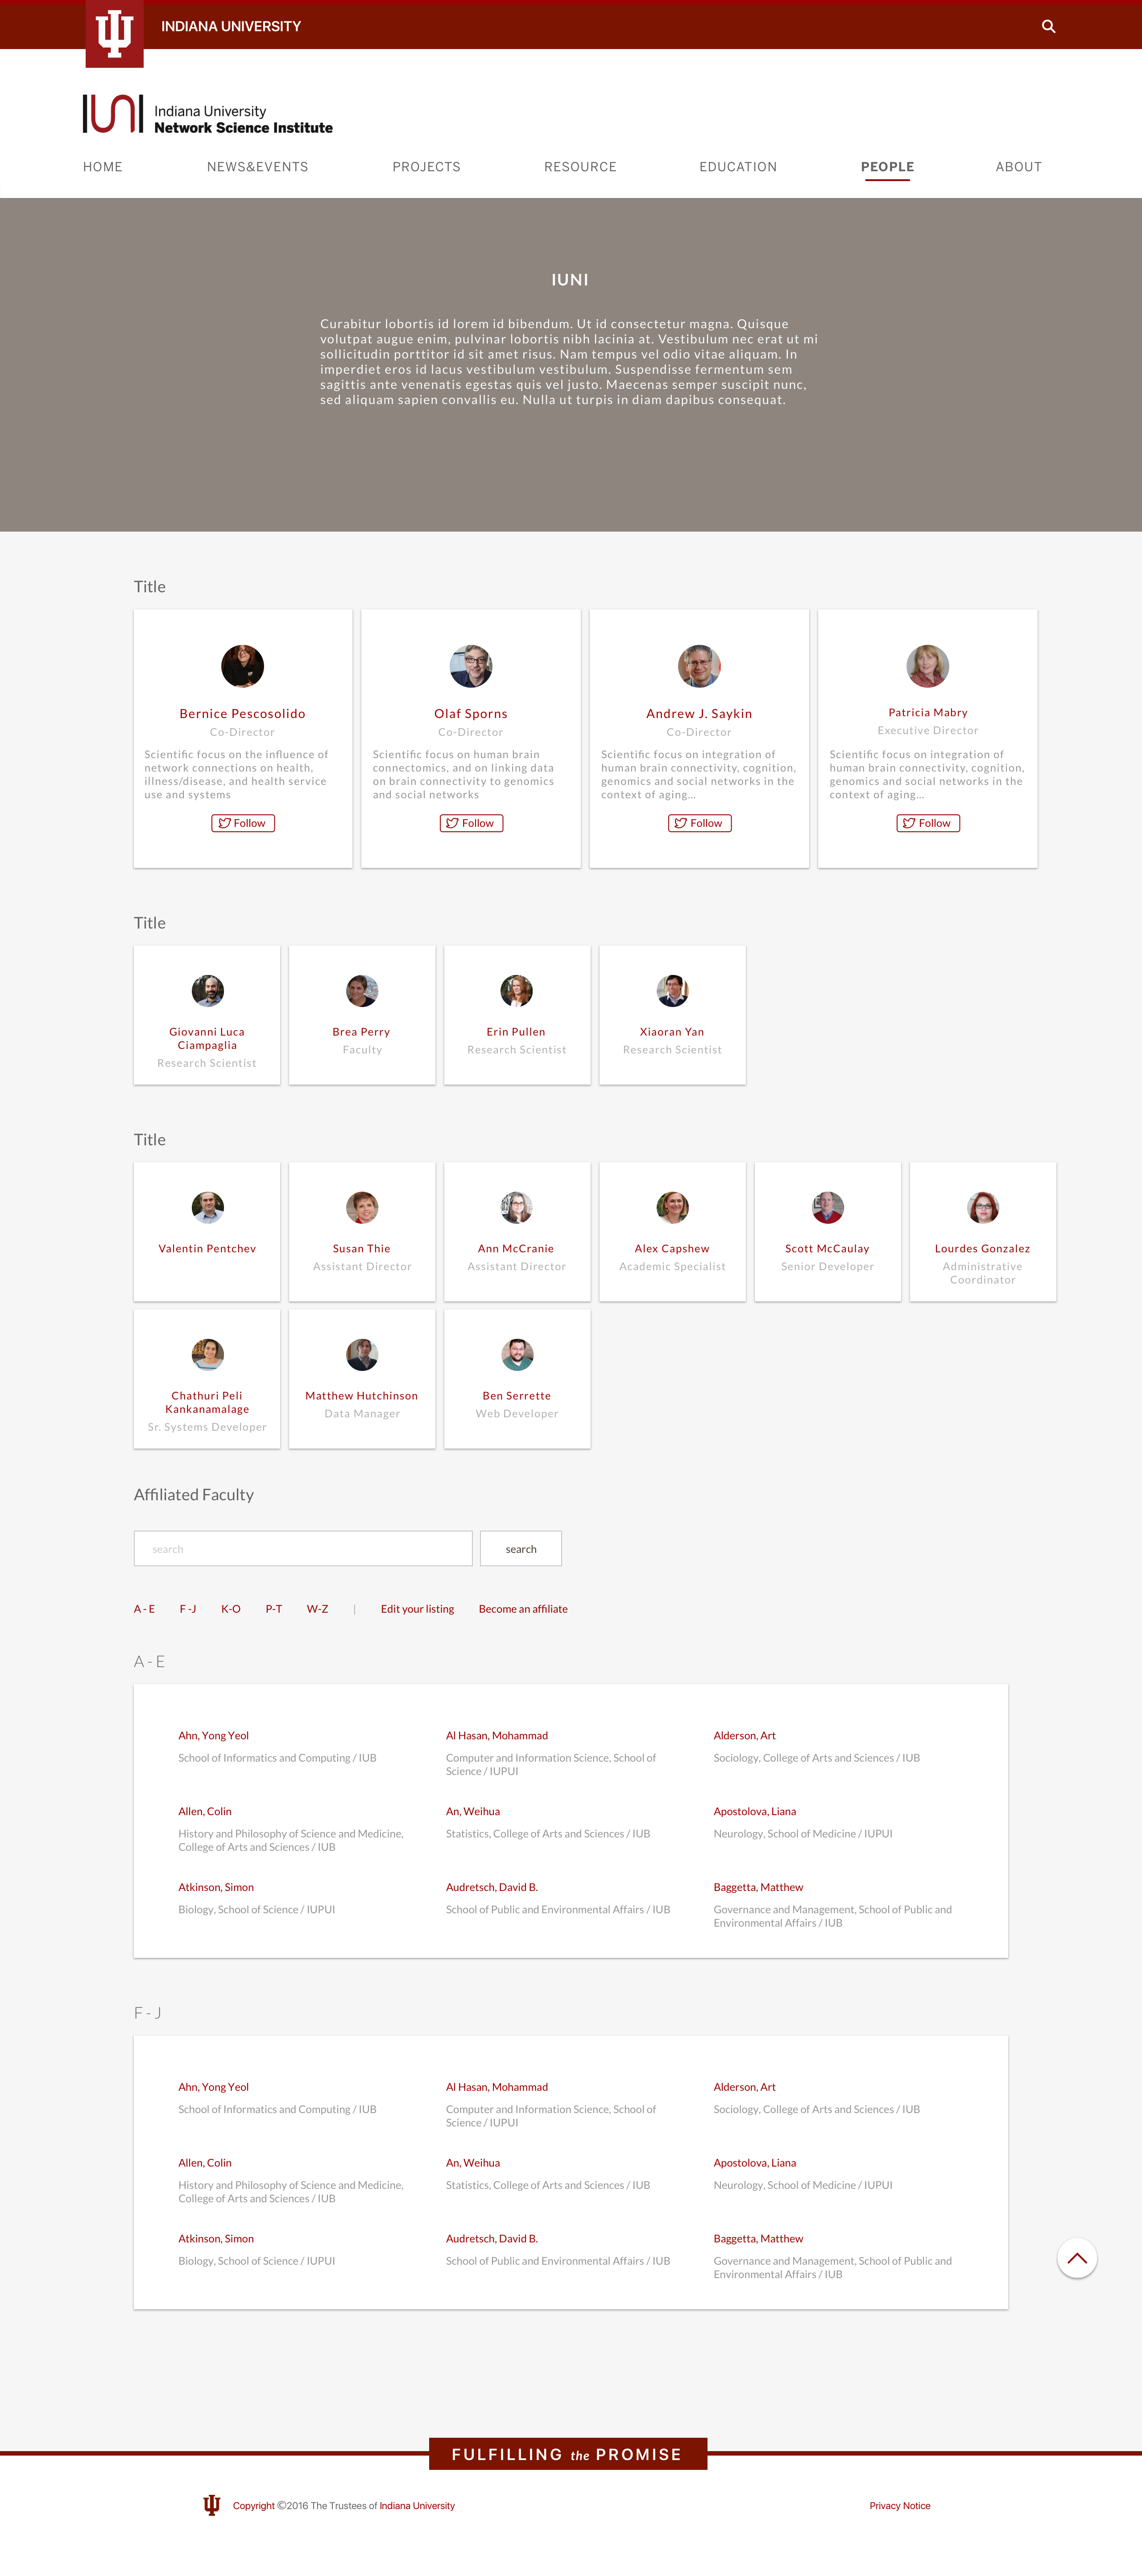 INDIANA UNIVERSITY
Indiana University
Network Science Institute
HOME NEWS&EVENTS PROJECTS RESOURCE EDUCATION PEOPLE ABOUT
IUNI
Curabitur lobortis id lorem id bibendum. Ut id consectetur magna. Quisque
volutpat augue enim, pulvinar lobortis nibh lacinia at. Vestibulum nec erat ut mi
sollicitudin porttitor id sit amet risus. Nam tempus vel odio vitae aliquam. In
imperdiet eros id lacus vestibulum vestibulum. Suspendisse fermentum sem
sagittis ante venenatis egestas quis vel justo. Maecenas semper suscipit nunc,
sed aliquam sapien convallis eu. Nulla ut turpis in diam dapibus consequat.
Title
Bernice Pescosolido
Co-Director
Scientific focus on the influence of
network connections on health,
illness/disease, and health service
use and systems
Follow
Olaf Sporns
Co-Director
Scientific focus on human brain
connectomics, and on linking data
on brain connectivity to genomics
and social networks
Follow
Andrew J. Saykin
Co-Director
Scientific focus on integration of
human brain connectivity, cognition,
genomics and social networks in the
context of aging...
Follow
Patricia Mabry
Executive Director
Scientific focus on integration of
human brain connectivity, cognition,
genomics and social networks in the
context of aging...
Follow
Title
Giovanni Luca
Ciampaglia
Research Scientist
Brea Perry
Faculty
Erin Pullen
Research Scientist
Xiaoran Yan
Research Scientist
Title
Valentin Pentchev
Susan Thie
Assistant Director
Ann McCranie
Assistant Director
Alex Capshew
Academic Specialist
Scott McCaulay
Senior Developer
Lourdes Gonzalez
Administrative
Coordinator
Chathuri Peli
Kankanamalage
Sr. Systems Developer
Matthew Hutchinson
Data Manager
Ben Serrette
Web Developer
Affiliated Faculty
search search
A - E F -J K-O P-T W-Z | Edit your listing Become an affiliate
A - E
Ahn, Yong Yeol
School of Informatics and Computing / IUB
Al Hasan, Mohammad
Computer and Information Science, School of
Science / IUPUI
Alderson, Art
Sociology, College of Arts and Sciences / IUB
Allen, Colin
History and Philosophy of Science and Medicine,
College of Arts and Sciences / IUB
An, Weihua
Statistics, College of Arts and Sciences / IUB
Apostolova, Liana
Neurology, School of Medicine / IUPUI
Atkinson, Simon
Biology, School of Science / IUPUI
Audretsch, David B.
School of Public and Environmental Affairs / IUB
Baggetta, Matthew
Governance and Management, School of Public and
Environmental Affairs / IUB
F - J
Ahn, Yong Yeol
School of Informatics and Computing / IUB
Al Hasan, Mohammad
Computer and Information Science, School of
Science / IUPUI
Alderson, Art
Sociology, College of Arts and Sciences / IUB
Allen, Colin
History and Philosophy of Science and Medicine,
College of Arts and Sciences / IUB
An, Weihua
Statistics, College of Arts and Sciences / IUB
Apostolova, Liana
Neurology, School of Medicine / IUPUI
Atkinson, Simon
Biology, School of Science / IUPUI
Audretsch, David B.
School of Public and Environmental Affairs / IUB
Baggetta, Matthew
Governance and Management, School of Public and
Environmental Affairs / IUB
FULFILLING the PROMISE
Copyright ©2016 The Trustees of Indiana University
Privacy Notice